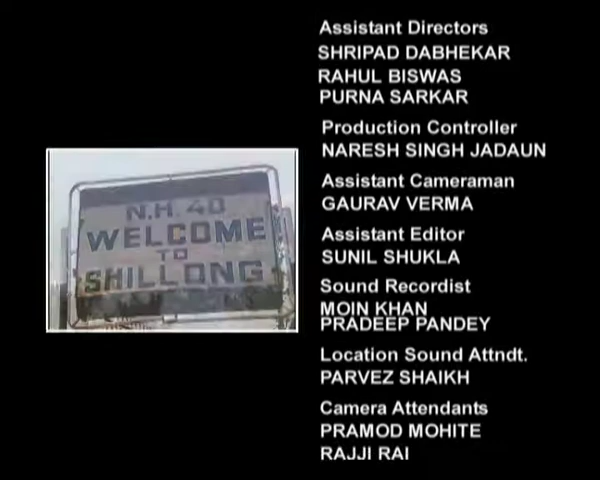 N.H. 40
WELCOME
TO
SHILLONG
Assistant Directors
SHRIPAD DABHEKAR
RAHUL BISWAS
PURNA SARKAR
Production Controller
NARESH SINGH JADAUN
Assistant Cameraman
GAURAV VERMA
Assistant Editor
SUNIL SHUKLA
Sound Recordist
MOIN KHAN
PRADEEP PANDEY
Location Sound Attndt.
PARVEZ SHAIKH
Camera Attendants
PRAMOD MOHITE
RAJJI RAI